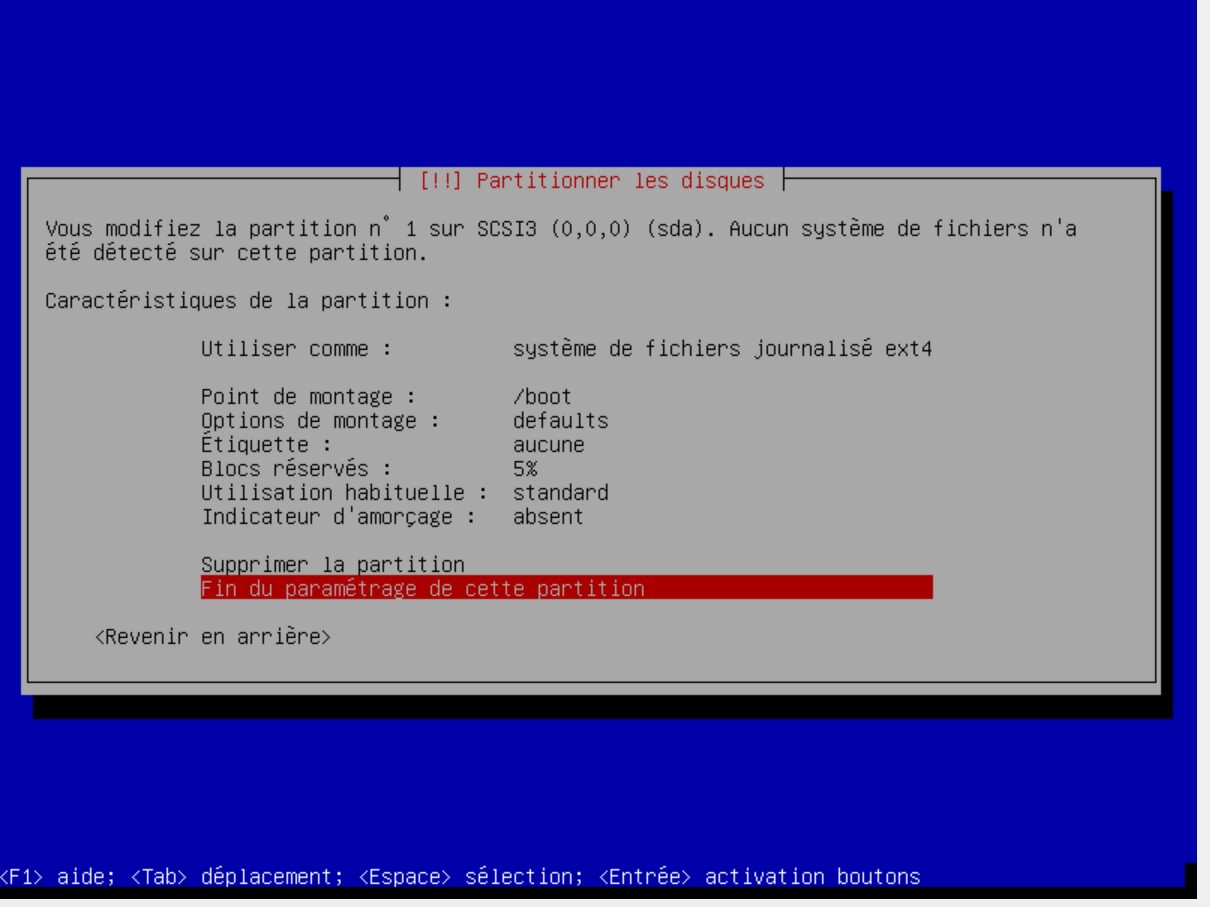 [!!] Partitionner les disques
Vous modifiez la partition n° 1 sur SCSI3 (0,0,0) (sda). Aucun système de fichiers n'a
été détecté sur cette partition.
Caractéristiques de la partition :
Utiliser comme : système de fichiers journalisé ext4
Point de montage : /boot
Options de montage : defaults
Étiquette : aucune
Blocs réservés : 5%
Utilisation habituelle : standard
Indicateur d'amorçage : absent
Supprimer la partition
Fin du paramétrage de cette partition
<Revenir en arrière>
<F1> aide; <Tab> déplacement; <Espace> sélection; <Entrée> activation boutons